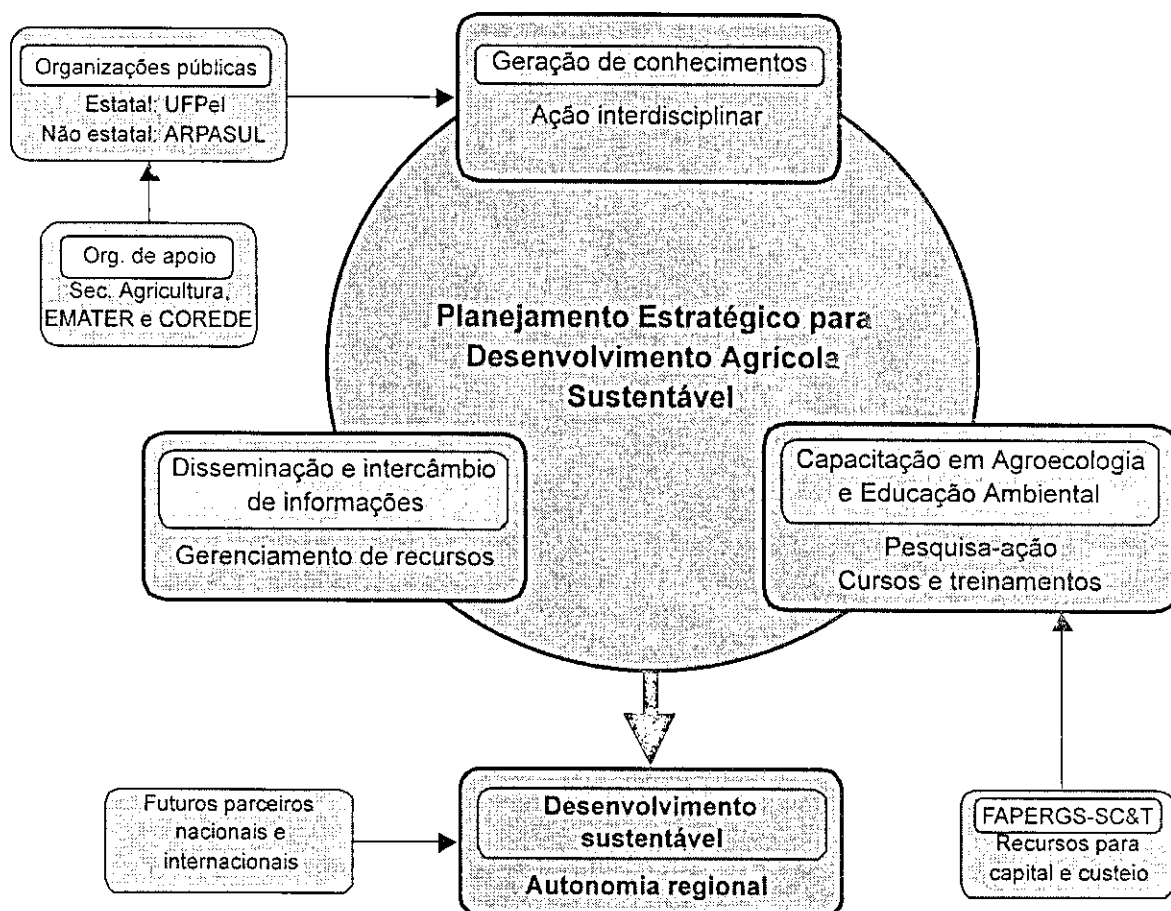 Organizações públicas
Estatal: UFPel
Não estatal: ARPASUL
Geração de conhecimentos
Ação interdisciplinar
Org. de apoio
Sec. Agricultura,
EMATER e COREDE
Planejamento Estratégico para
Desenvolvimento Agrícola
Sustentável
Disseminação e intercâmbio
de informações
Gerenciamento de recursos
Capacitação em Agroecologia
e Educação Ambiental
Pesquisa-ação
Cursos e treinamentos
Futuros parceiros
nacionais e
internacionais
Desenvolvimento
sustentável
Autonomia regional
FAPERGS-SC&T
Recursos para
capital e custeio